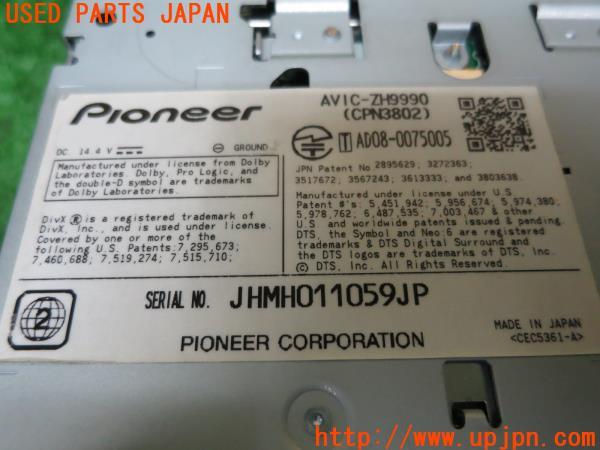 USED PARTS JAPAN
Pioneer
AVIC-ZH9990
(CPN3802)
DC 14.4 V
GROUND
T AD08-0075005
Manufactured under license from Dolby
Laboratories. Dolby, Pro Logic, and
the double-D symbol are trademarks
of Dolby Laboratories.
JPN Patent No 2895629, 3272363,
3517672, 3567243, 3613333, and 3803638.
DivX ® is a registered trademark of
DivX, Inc., and is used under license.
Covered by one or more of the
following U.S. Patents:7,295,673;
7,460,688; 7,519,274; 7,515,710;
Manufactured under license under U.S.
Patent #'s: 5,451,942; 5,956,674; 5,974,380;
5,978,762; 6,487,535; 7,003,467 & other
U.S. and worldwide patents issued & pending.
DTS, the Symbol and Neo:6 are registered
trademarks & DTS Digital Surround and
the DTS logos are trademarks of DTS, Inc.
© DTS, Inc. All Rights Reserved.
SERIAL NO. JHMH011059JP
2
PIONEER CORPORATION
MADE IN JAPAN
<CEC5361-A>
UPJ https://www.upjpn.com